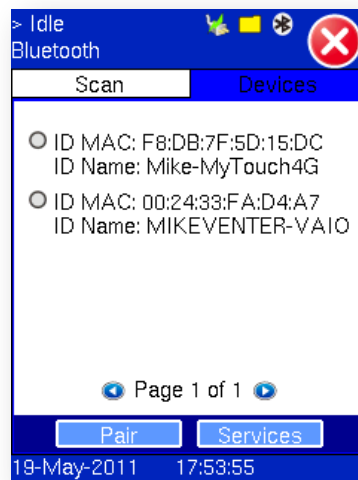 > Idle
Bluetooth
Scan Devices
ID MAC: F8:DB:7F:5D:15:DC
ID Name: Mike-MyTouch4G
ID MAC: 00:24:33:FA:D4:A7
ID Name: MIKEVENTER-VAIO
Page 1 of 1
Pair Services
19-May-2011 17:53:55